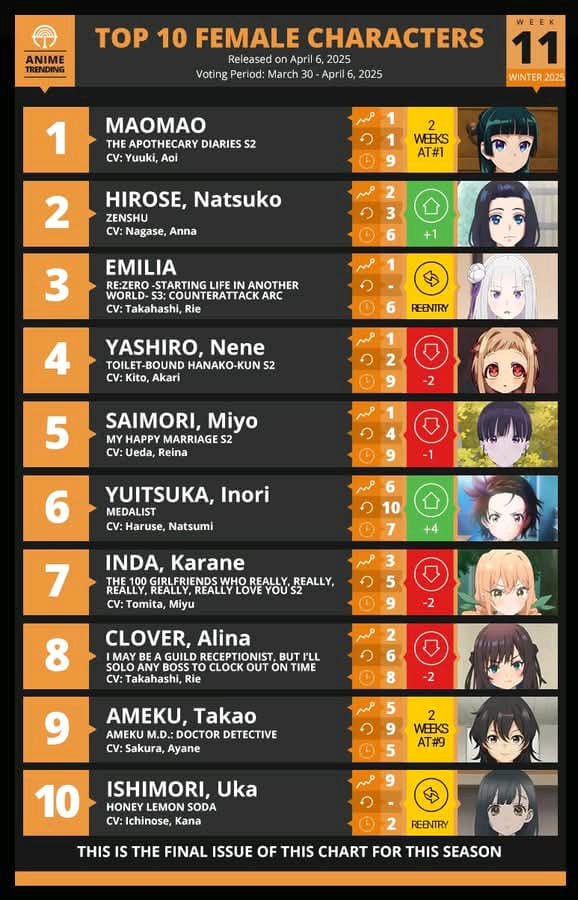 ANIME
TRENDING
TOP 10 FEMALE CHARACTERS
Released on April 6, 2025
Voting Period: March 30 - April 6, 2025
WEEK
11
WINTER 2025
1
MAOMAO
THE APOTHECARY DIARIES S2
CV: Yuuki, Aoi
1
1
9
2
WEEKS
AT #1
2
HIROSE, Natsuko
ZENSHU
CV: Nagase, Anna
2
3
6
+1
3
EMILIA
RE:ZERO -STARTING LIFE IN ANOTHER
WORLD- S3: COUNTERATTACK ARC
CV: Takahashi, Rie
1
-
6
RE-ENTRY
4
YASHIRO, Nene
TOILET-BOUND HANAKO-KUN S2
CV: Kito, Akari
1
2
9
-2
5
SAIMORI, Miyo
MY HAPPY MARRIAGE S2
CV: Ueda, Reina
1
4
9
-1
6
YUITSUKA, Inori
MEDALIST
CV: Haruse, Natsumi
6
10
7
+4
7
INDA, Karane
THE 100 GIRLFRIENDS WHO REALLY, REALLY,
REALLY, REALLY, REALLY LOVE YOU S2
CV: Tomita, Miyu
3
5
9
-2
8
CLOVER, Alina
I MAY BE A GUILD RECEPTIONIST, BUT I'LL
SOLO ANY BOSS TO CLOCK OUT ON TIME
CV: Takahashi, Rie
2
6
8
-2
9
AMEKU, Takao
AMEKU M.D.: DOCTOR DETECTIVE
CV: Sakura, Ayane
5
9
5
2
WEEKS
AT #9
10
ISHIMORI, Uka
HONEY LEMON SODA
CV: Ichinose, Kana
9
-
2
RE-ENTRY
THIS IS THE FINAL ISSUE OF THIS CHART FOR THIS SEASON